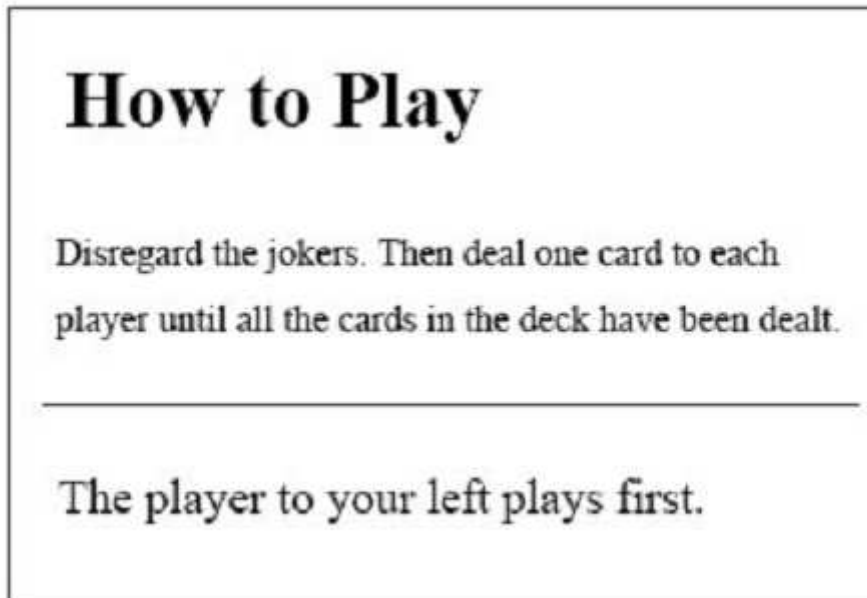 How to Play
Disregard the jokers. Then deal one card to each
player until all the cards in the deck have been dealt.
The player to your left plays first.